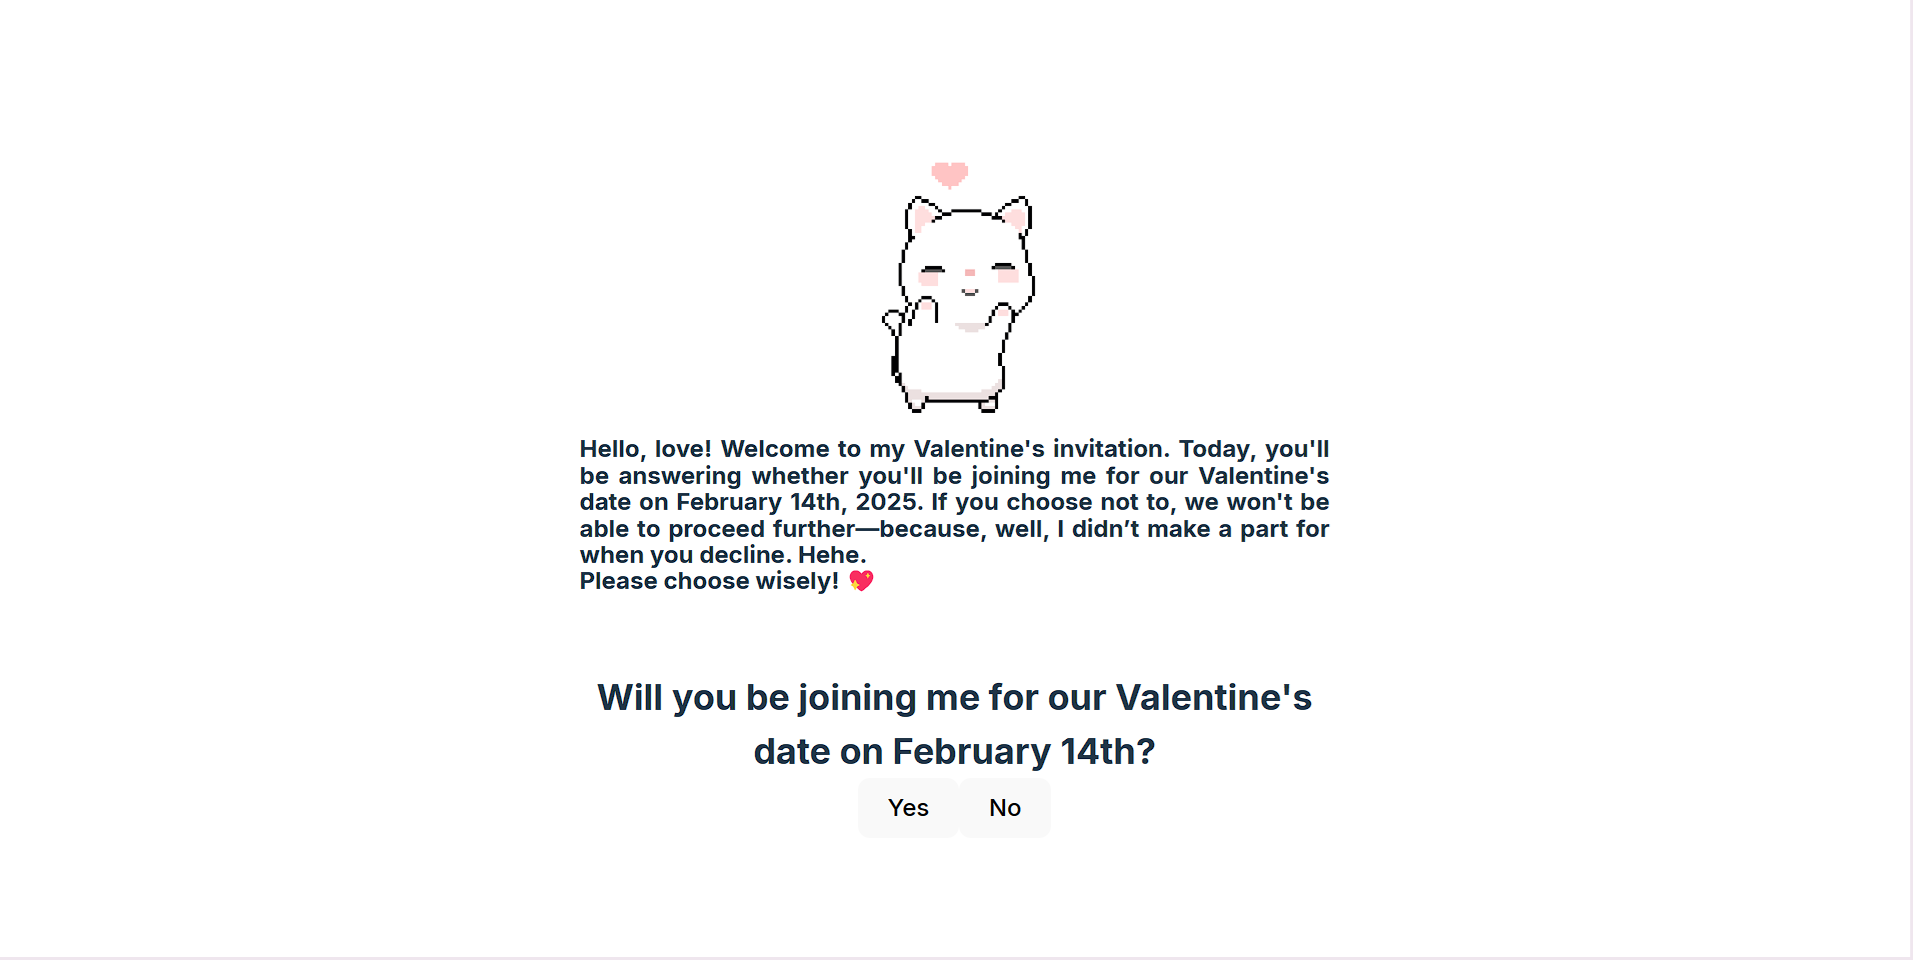 Hello, love! Welcome to my Valentine's invitation. Today, you'll
be answering whether you'll be joining me for our Valentine's
date on February 14th, 2025. If you choose not to, we won't be
able to proceed further—because, well, I didn’t make a part for
when you decline. Hehe.
Please choose wisely! 💖
Will you be joining me for our Valentine's
date on February 14th?
Yes No